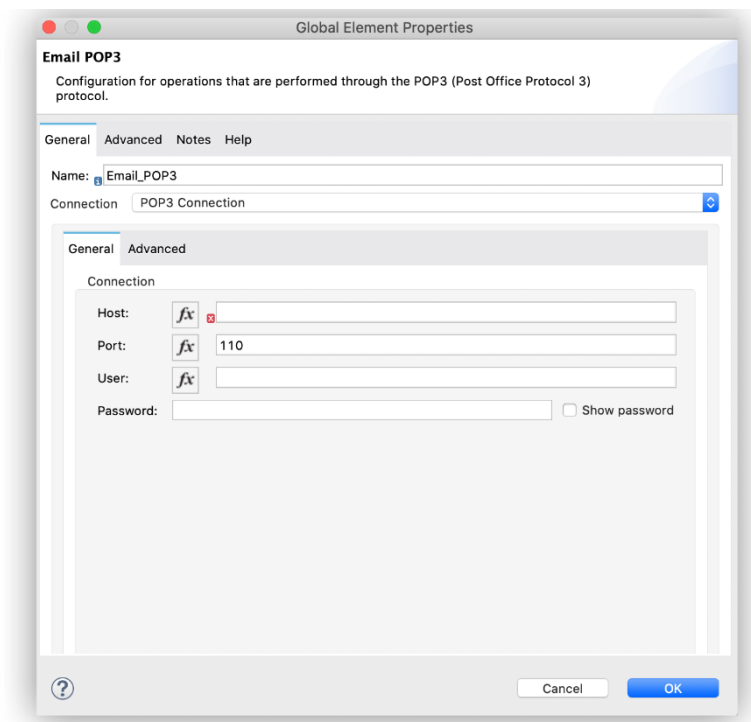 Global Element Properties
Email POP3
Configuration for operations that are performed through the POP3 (Post Office Protocol 3)
protocol.
General Advanced Notes Help
Name: Email_POP3
Connection POP3 Connection
General Advanced
Connection
Host: fx
Port: fx 110
User: fx
Password: Show password
? Cancel OK